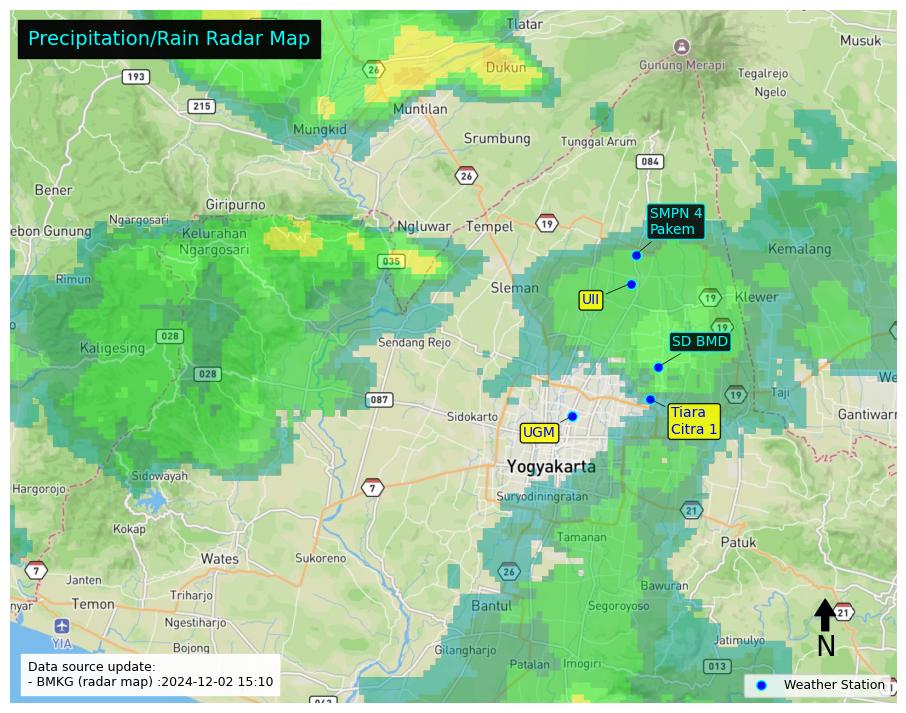 Precipitation/Rain Radar Map
Tlatar
Musuk
26
Dukun
Gunung Merapi
193
Tegalrejo
Ngelo
215
Muntilan
Mungkid
Srumbung
Tunggal Arum
084
26
Bener
Giripurno
SMPN 4
Pakem
Ngargosari
Ngluwar
Tempel
19
ebon Gunung
Kelurahan
Ngargosari
Kemalang
035
Rimun
Sleman
UII
19
Klewer
19
028
Kaligesing
Sendang Rejo
SD BMD
028
We
087
19
Taji
Sidokarto
Tiara
Citra 1
Gantiwarn
UGM
Yogyakarta
Sidowayah
Hargorojo
7
Suryodiningratan
21
Kokap
Tamanan
Patuk
Wates
Sukoreno
7
26
Janten
Bawuran
Triharjo
nyar
Temon
Bantul
Segoroyoso
21
Ngestiharjo
YIA
N
Bojong
Jatimulyo
Gilangharjo
Patalan
Imogiri
013
Data source update:
- BMKG (radar map) :2024-12-02 15:10
Weather Station